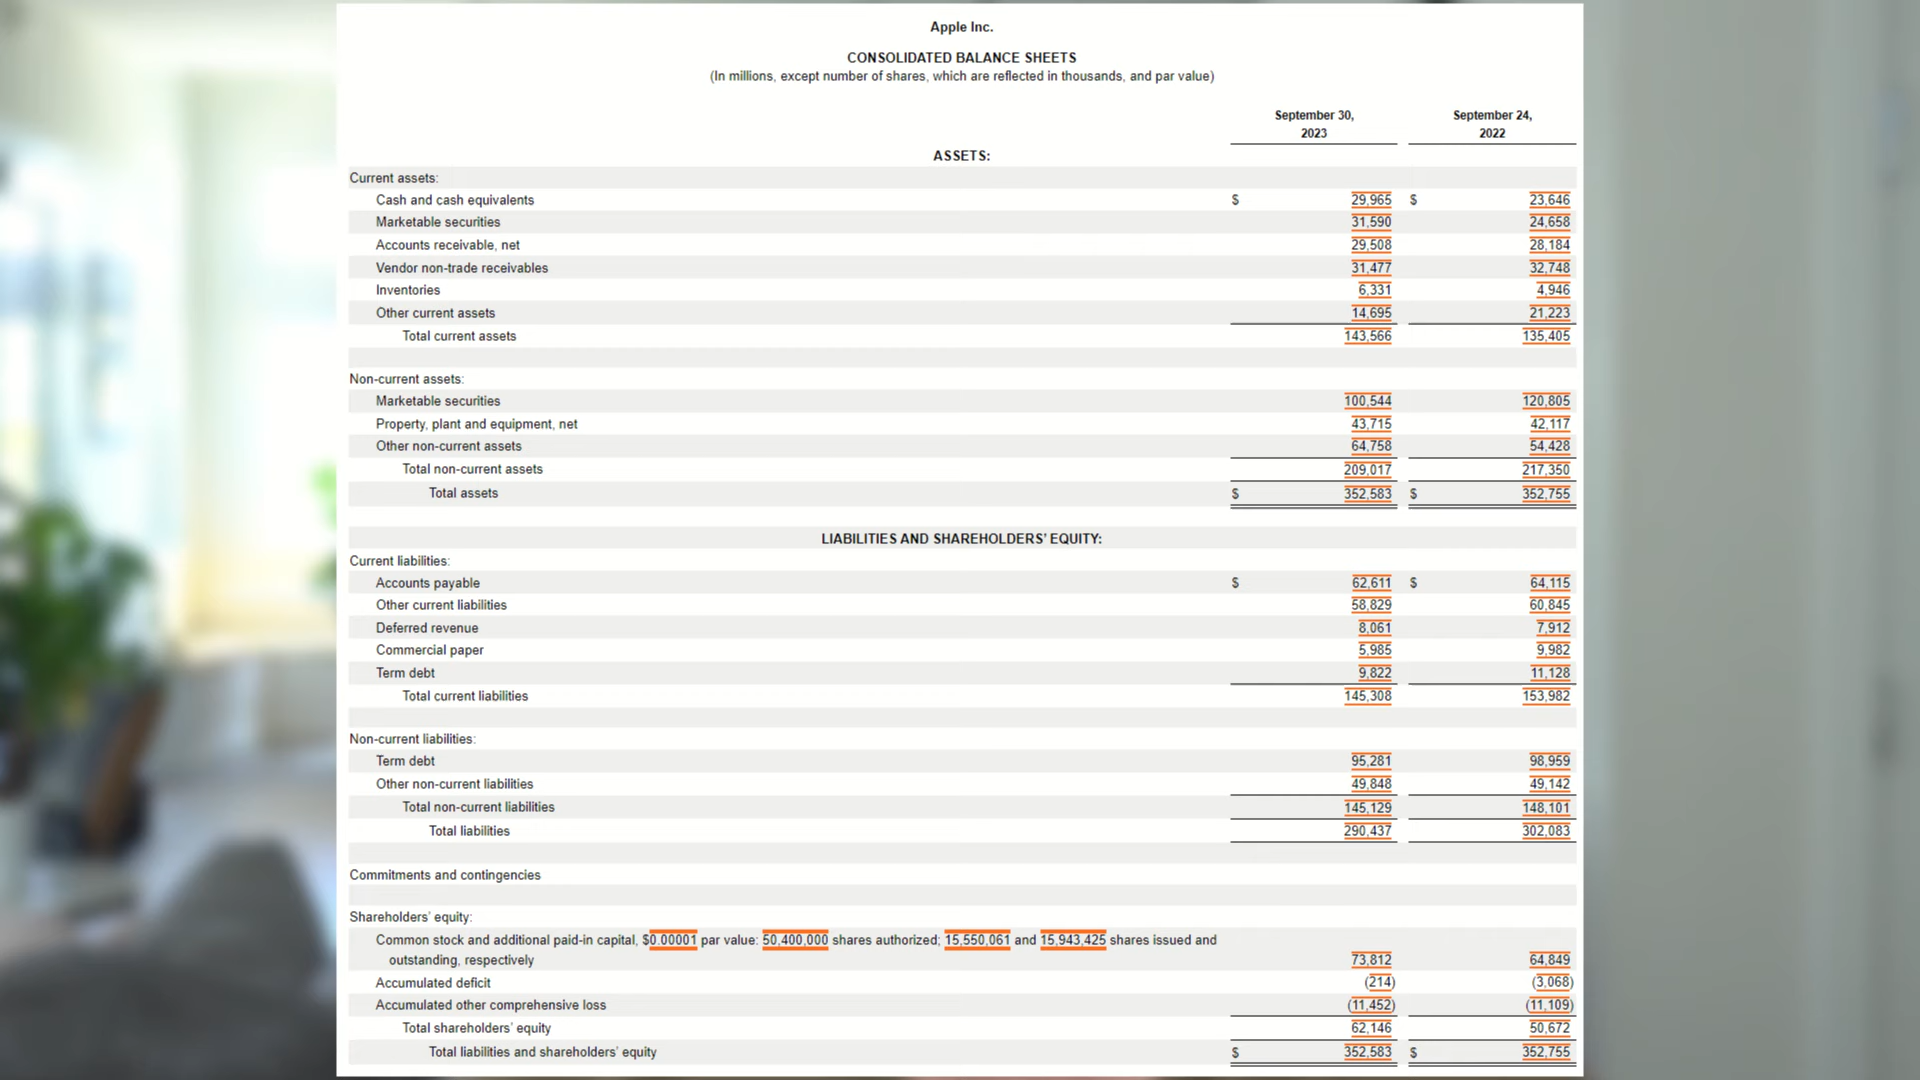 Apple Inc.
CONSOLIDATED BALANCE SHEETS
(In millions, except number of shares, which are reflected in thousands, and par value)
September 30, 2023 September 24, 2022
ASSETS:
Current assets:
Cash and cash equivalents $ 29,965 $ 23,646
Marketable securities 31,590 24,658
Accounts receivable, net 29,508 28,184
Vendor non-trade receivables 31,477 32,748
Inventories 6,331 4,946
Other current assets 14,695 21,223
Total current assets 143,566 135,405
Non-current assets:
Marketable securities 100,544 120,805
Property, plant and equipment, net 43,715 42,117
Other non-current assets 64,758 54,428
Total non-current assets 209,017 217,350
Total assets $ 352,583 $ 352,755
LIABILITIES AND SHAREHOLDERS' EQUITY:
Current liabilities:
Accounts payable $ 62,611 $ 64,115
Other current liabilities 58,829 60,845
Deferred revenue 8,061 7,912
Commercial paper 5,985 9,982
Term debt 9,822 11,128
Total current liabilities 145,308 153,982
Non-current liabilities:
Term debt 95,281 98,959
Other non-current liabilities 49,848 49,142
Total non-current liabilities 145,129 148,101
Total liabilities 290,437 302,083
Commitments and contingencies
Shareholders' equity:
Common stock and additional paid-in capital, $0.00001 par value: 50,400,000 shares authorized; 15,550,061 and 15,943,425 shares issued and
outstanding, respectively 73,812 64,849
Accumulated deficit (214) (3,068)
Accumulated other comprehensive loss (11,452) (11,109)
Total shareholders' equity 62,146 50,672
Total liabilities and shareholders' equity $ 352,583 $ 352,755